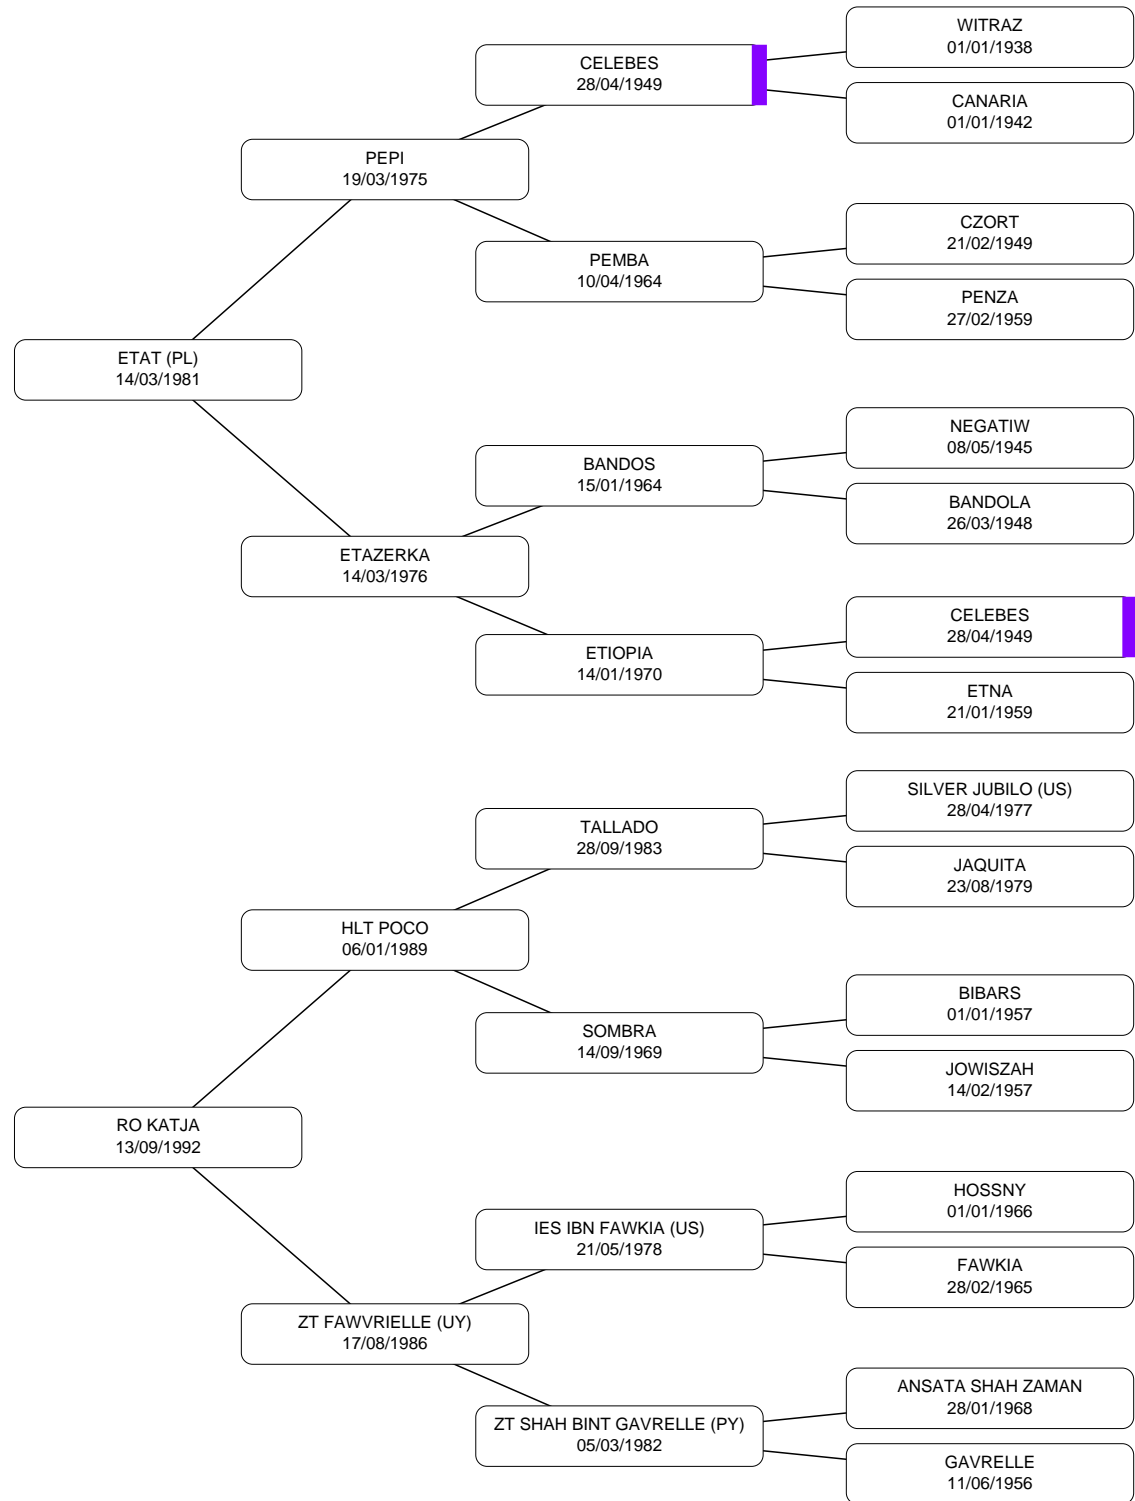 WITRAZ
01/01/1938
CELEBES
28/04/1949
CANARIA
01/01/1942
PEPI
19/03/1975
CZORT
21/02/1949
PEMBA
10/04/1964
PENZA
27/02/1959
ETAT (PL)
14/03/1981
NEGATIW
08/05/1945
BANDOS
15/01/1964
BANDOLA
26/03/1948
ETAZERKA
14/03/1976
CELEBES
28/04/1949
ETIOPIA
14/01/1970
ETNA
21/01/1959
SILVER JUBILO (US)
28/04/1977
TALLADO
28/09/1983
JAQUITA
23/08/1979
HLT POCO
06/01/1989
BIBARS
01/01/1957
SOMBRA
14/09/1969
JOWISZAH
14/02/1957
RO KATJA
13/09/1992
HOSSNY
01/01/1966
IES IBN FAWKIA (US)
21/05/1978
FAWKIA
28/02/1965
ZT FAWVRIELLE (UY)
17/08/1986
ANSATA SHAH ZAMAN
28/01/1968
ZT SHAH BINT GAVRELLE (PY)
05/03/1982
GAVRELLE
11/06/1956